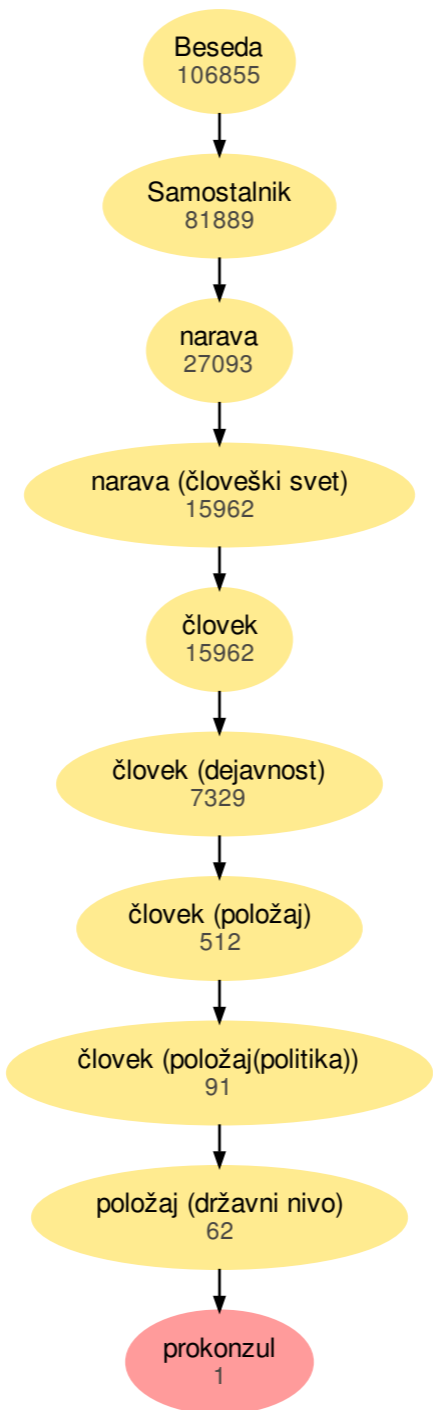 Beseda
106855
Samostalnik
81889
narava
27093
narava (človeški svet)
15962
človek
15962
človek (dejavnost)
7329
človek (položaj)
512
človek (položaj(politika))
91
položaj (državni nivo)
62
prokonzul
1